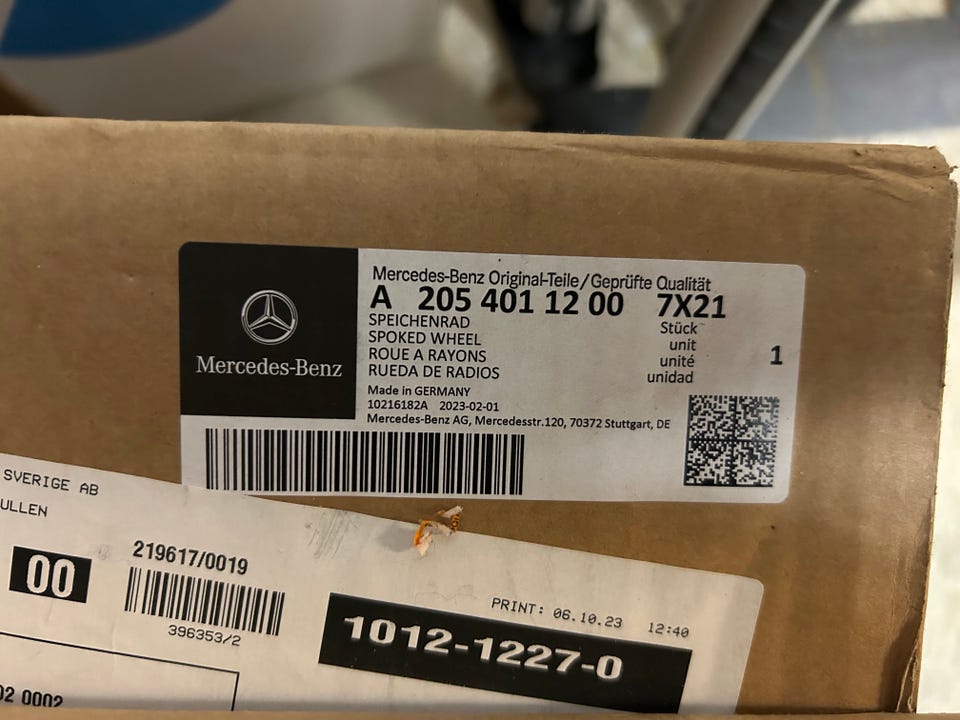 Mercedes-Benz
Mercedes-Benz Original-Teile/Geprüfte Qualität
A 205 401 12 00 7X21
SPEICHENRAD
SPOKED WHEEL
ROUE A RAYONS
RUEDA DE RADIOS
Stück
unit
unité
unidad
1
Made in GERMANY
10216182A 2023-02-01
Mercedes-Benz AG, Mercedesstr.120, 70372 Stuttgart, DE
SVERIGE AB
ULLEN
00
219617/0019
396353/2
PRINT: 06.10.23 12:40
1012-1227-0
02 0002